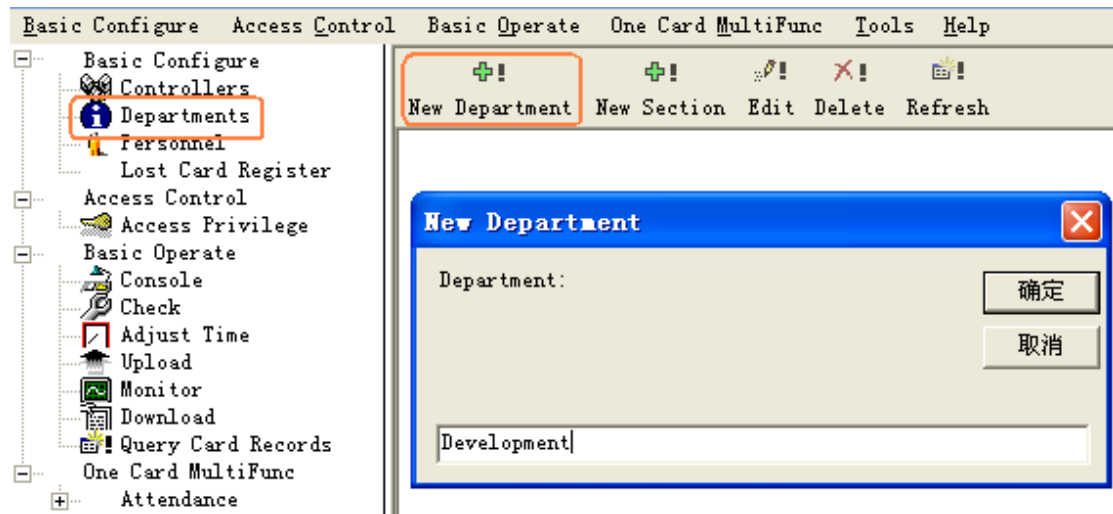 Basic Configure Access Control Basic Operate One Card MultiFunc Tools Help
Basic Configure
Controllers
Departments
Personnel
Lost Card Register
Access Control
Access Privilege
Basic Operate
Console
Check
Adjust Time
Upload
Monitor
Download
Query Card Records
One Card MultiFunc
Attendance
New Department New Section Edit Delete Refresh
New Department
Department:
确定
取消
Development